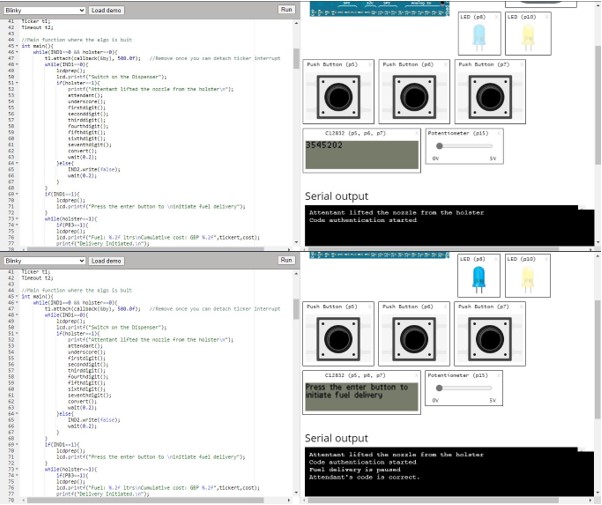 Blinky
Load demo
Run
41 Ticker t1;
42 Timeout t2;
43
44 //Main function where the algo is built
45 int main(){
46 while(IND1==0 && holster==0){
47 t1.attach(callback(&by), 500.0f); //Remove once you can detach ticker interrupt
48 while(IND1==0){
49 lcdprep();
50 lcd.printf("Switch on the Dispenser");
51 if(holster==1){
52 printf("Attentant lifted the nozzle from the holster\n");
53 attendant();
54 underscore();
55 firstdigit();
56 seconddigit();
57 thirddigit();
58 fourthdigit();
59 fifthdigit();
60 sixthdigit();
61 seventhdigit();
62 convert();
63 wait(0.2);
64 }else{
65 IND2.write(false);
66 wait(0.2);
67 }
68 }
69 if(IND1==1){
70 lcdprep();
71 lcd.printf("Press the enter button to \ninitiate fuel delivery");
72 }
73 while(holster==1){
74 if(PB3==1){
75 lcdprep();
76 lcd.printf("Fuel: %.2f ltrs\nCumulative cost: GBP %.2f",tickert,cost);
77 printf("Delivery Initiated.\n");
LED (p8)
LED (p10)
Push Button (p5)
Push Button (p6)
Push Button (p7)
C12832 (p5, p6, p7)
Potentiometer (p15)
3545202
0V
5V
Serial output
Attentant lifted the nozzle from the holster
Code authentication started
Blinky
Load demo
Run
41 Ticker t1;
42 Timeout t2;
43
44 //Main function where the algo is built
45 int main(){
46 while(IND1==0 && holster==0){
47 t1.attach(callback(&by), 500.0f); //Remove once you can detach ticker interrupt
48 while(IND1==0){
49 lcdprep();
50 lcd.printf("Switch on the Dispenser");
51 if(holster==1){
52 printf("Attentant lifted the nozzle from the holster\n");
53 attendant();
54 underscore();
55 firstdigit();
56 seconddigit();
57 thirddigit();
58 fourthdigit();
59 fifthdigit();
60 sixthdigit();
61 seventhdigit();
62 convert();
63 wait(0.2);
64 }else{
65 IND2.write(false);
66 wait(0.2);
67 }
68 }
69 if(IND1==1){
70 lcdprep();
71 lcd.printf("Press the enter button to \ninitiate fuel delivery");
72 }
73 while(holster==1){
74 if(PB3==1){
75 lcdprep();
76 lcd.printf("Fuel: %.2f ltrs\nCumulative cost: GBP %.2f",tickert,cost);
77 printf("Delivery Initiated.\n");
78
LED (p8)
LED (p10)
Push Button (p5)
Push Button (p6)
Push Button (p7)
C12832 (p5, p6, p7)
Potentiometer (p15)
Press the enter button to
initiate fuel delivery
0V
5V
Serial output
Attentant lifted the nozzle from the holster
Code authentication started
Fuel delivery is paused
Attendant's code is correct.